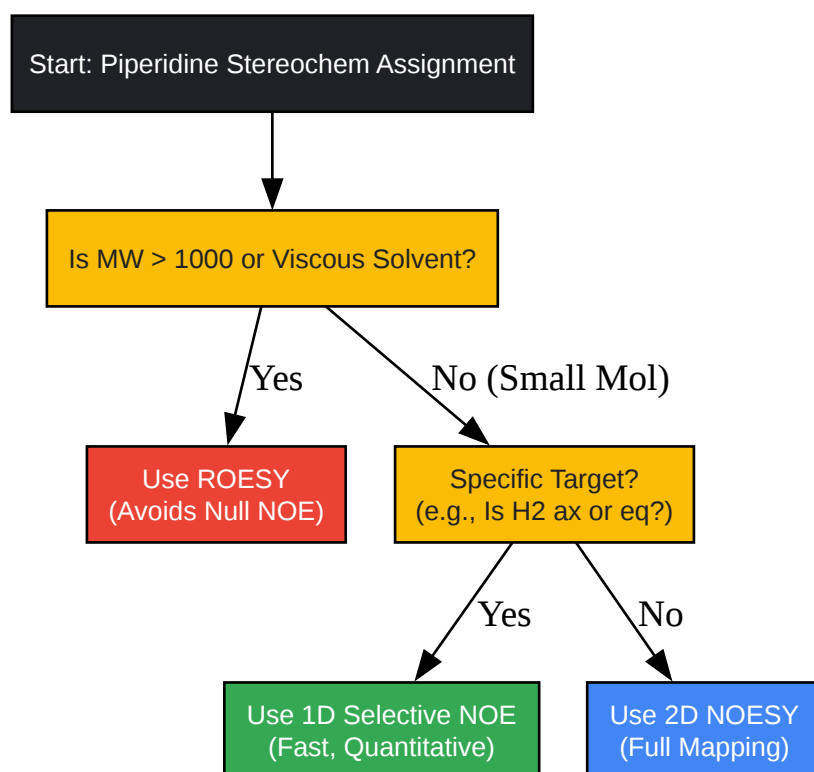 Start: Piperidine Stereochem Assignment
Is MW > 1000 or Viscous Solvent?
Yes
No (Small Mol)
Use ROESY
(Avoids Null NOE)
Specific Target?
(e.g., Is H2 ax or eq?)
Yes
No
Use 1D Selective NOE
(Fast, Quantitative)
Use 2D NOESY
(Full Mapping)